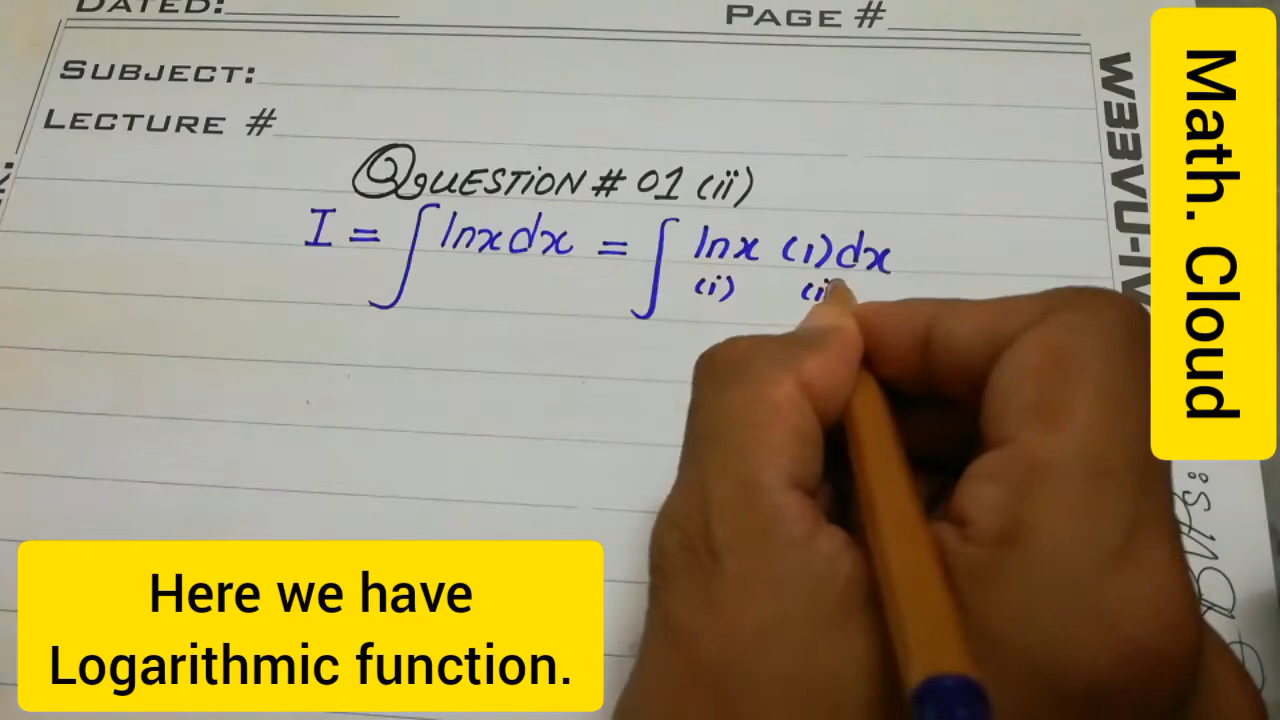 DATED:
PAGE #
SUBJECT:
LECTURE #
QUESTION # 01 (ii)
I = ∫ lnx dx = ∫ lnx (1) dx
(i) (i
Math. Cloud
Here we have
Logarithmic function.